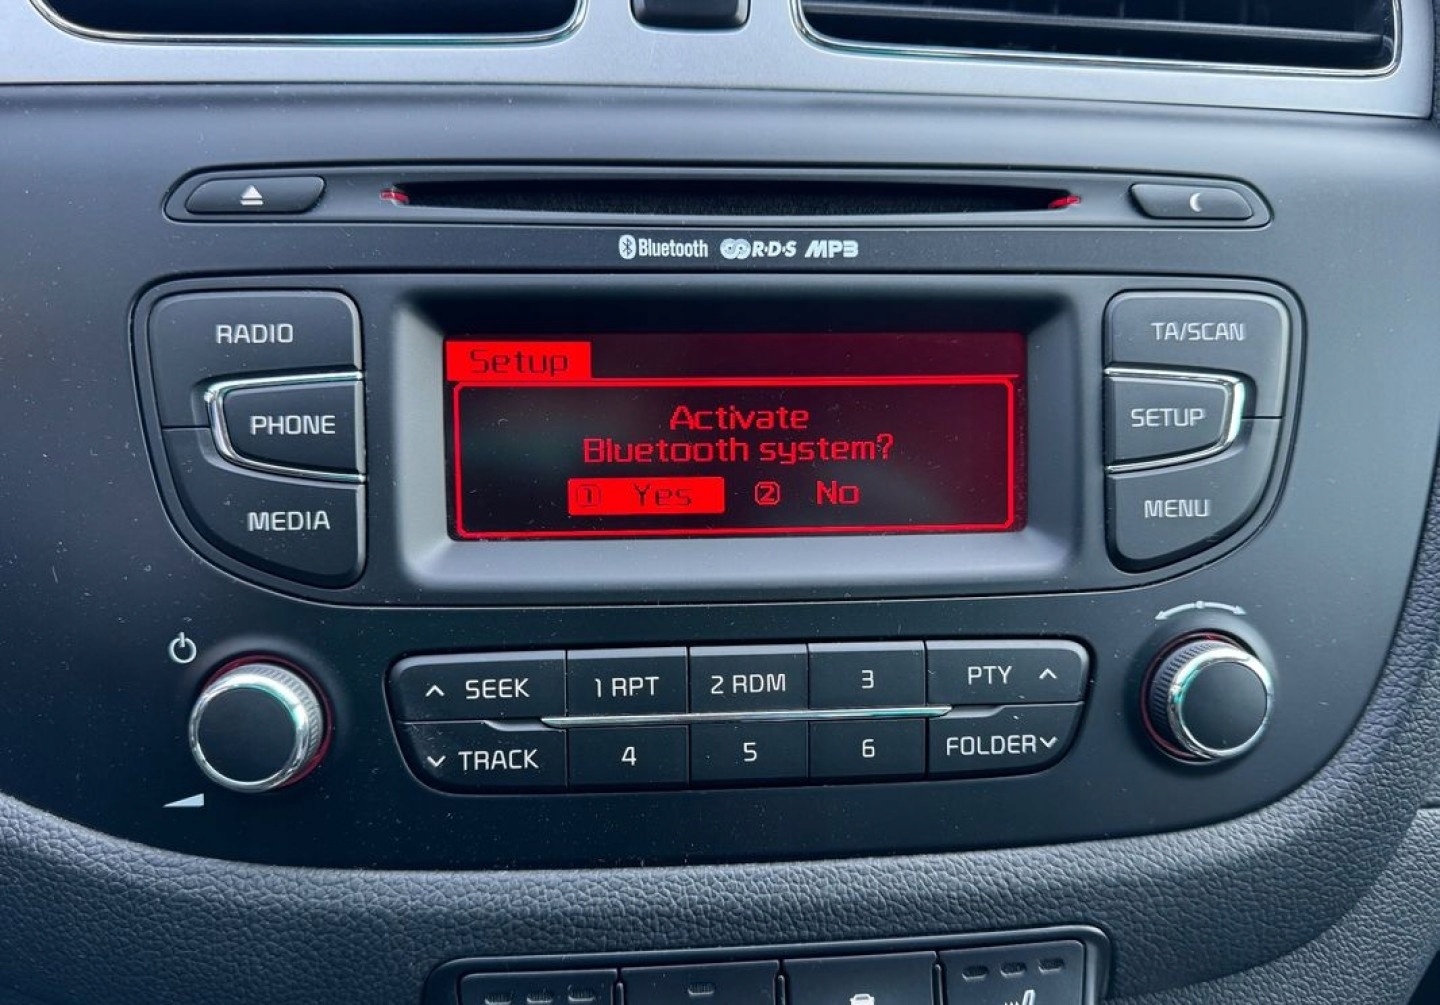 Bluetooth R·D·S MP3
RADIO
PHONE
MEDIA
Setup
Activate
Bluetooth system?
1 Yes 2 No
TA/SCAN
SETUP
MENU
SEEK 1 RPT 2 RDM 3 PTY
TRACK 4 5 6 FOLDER